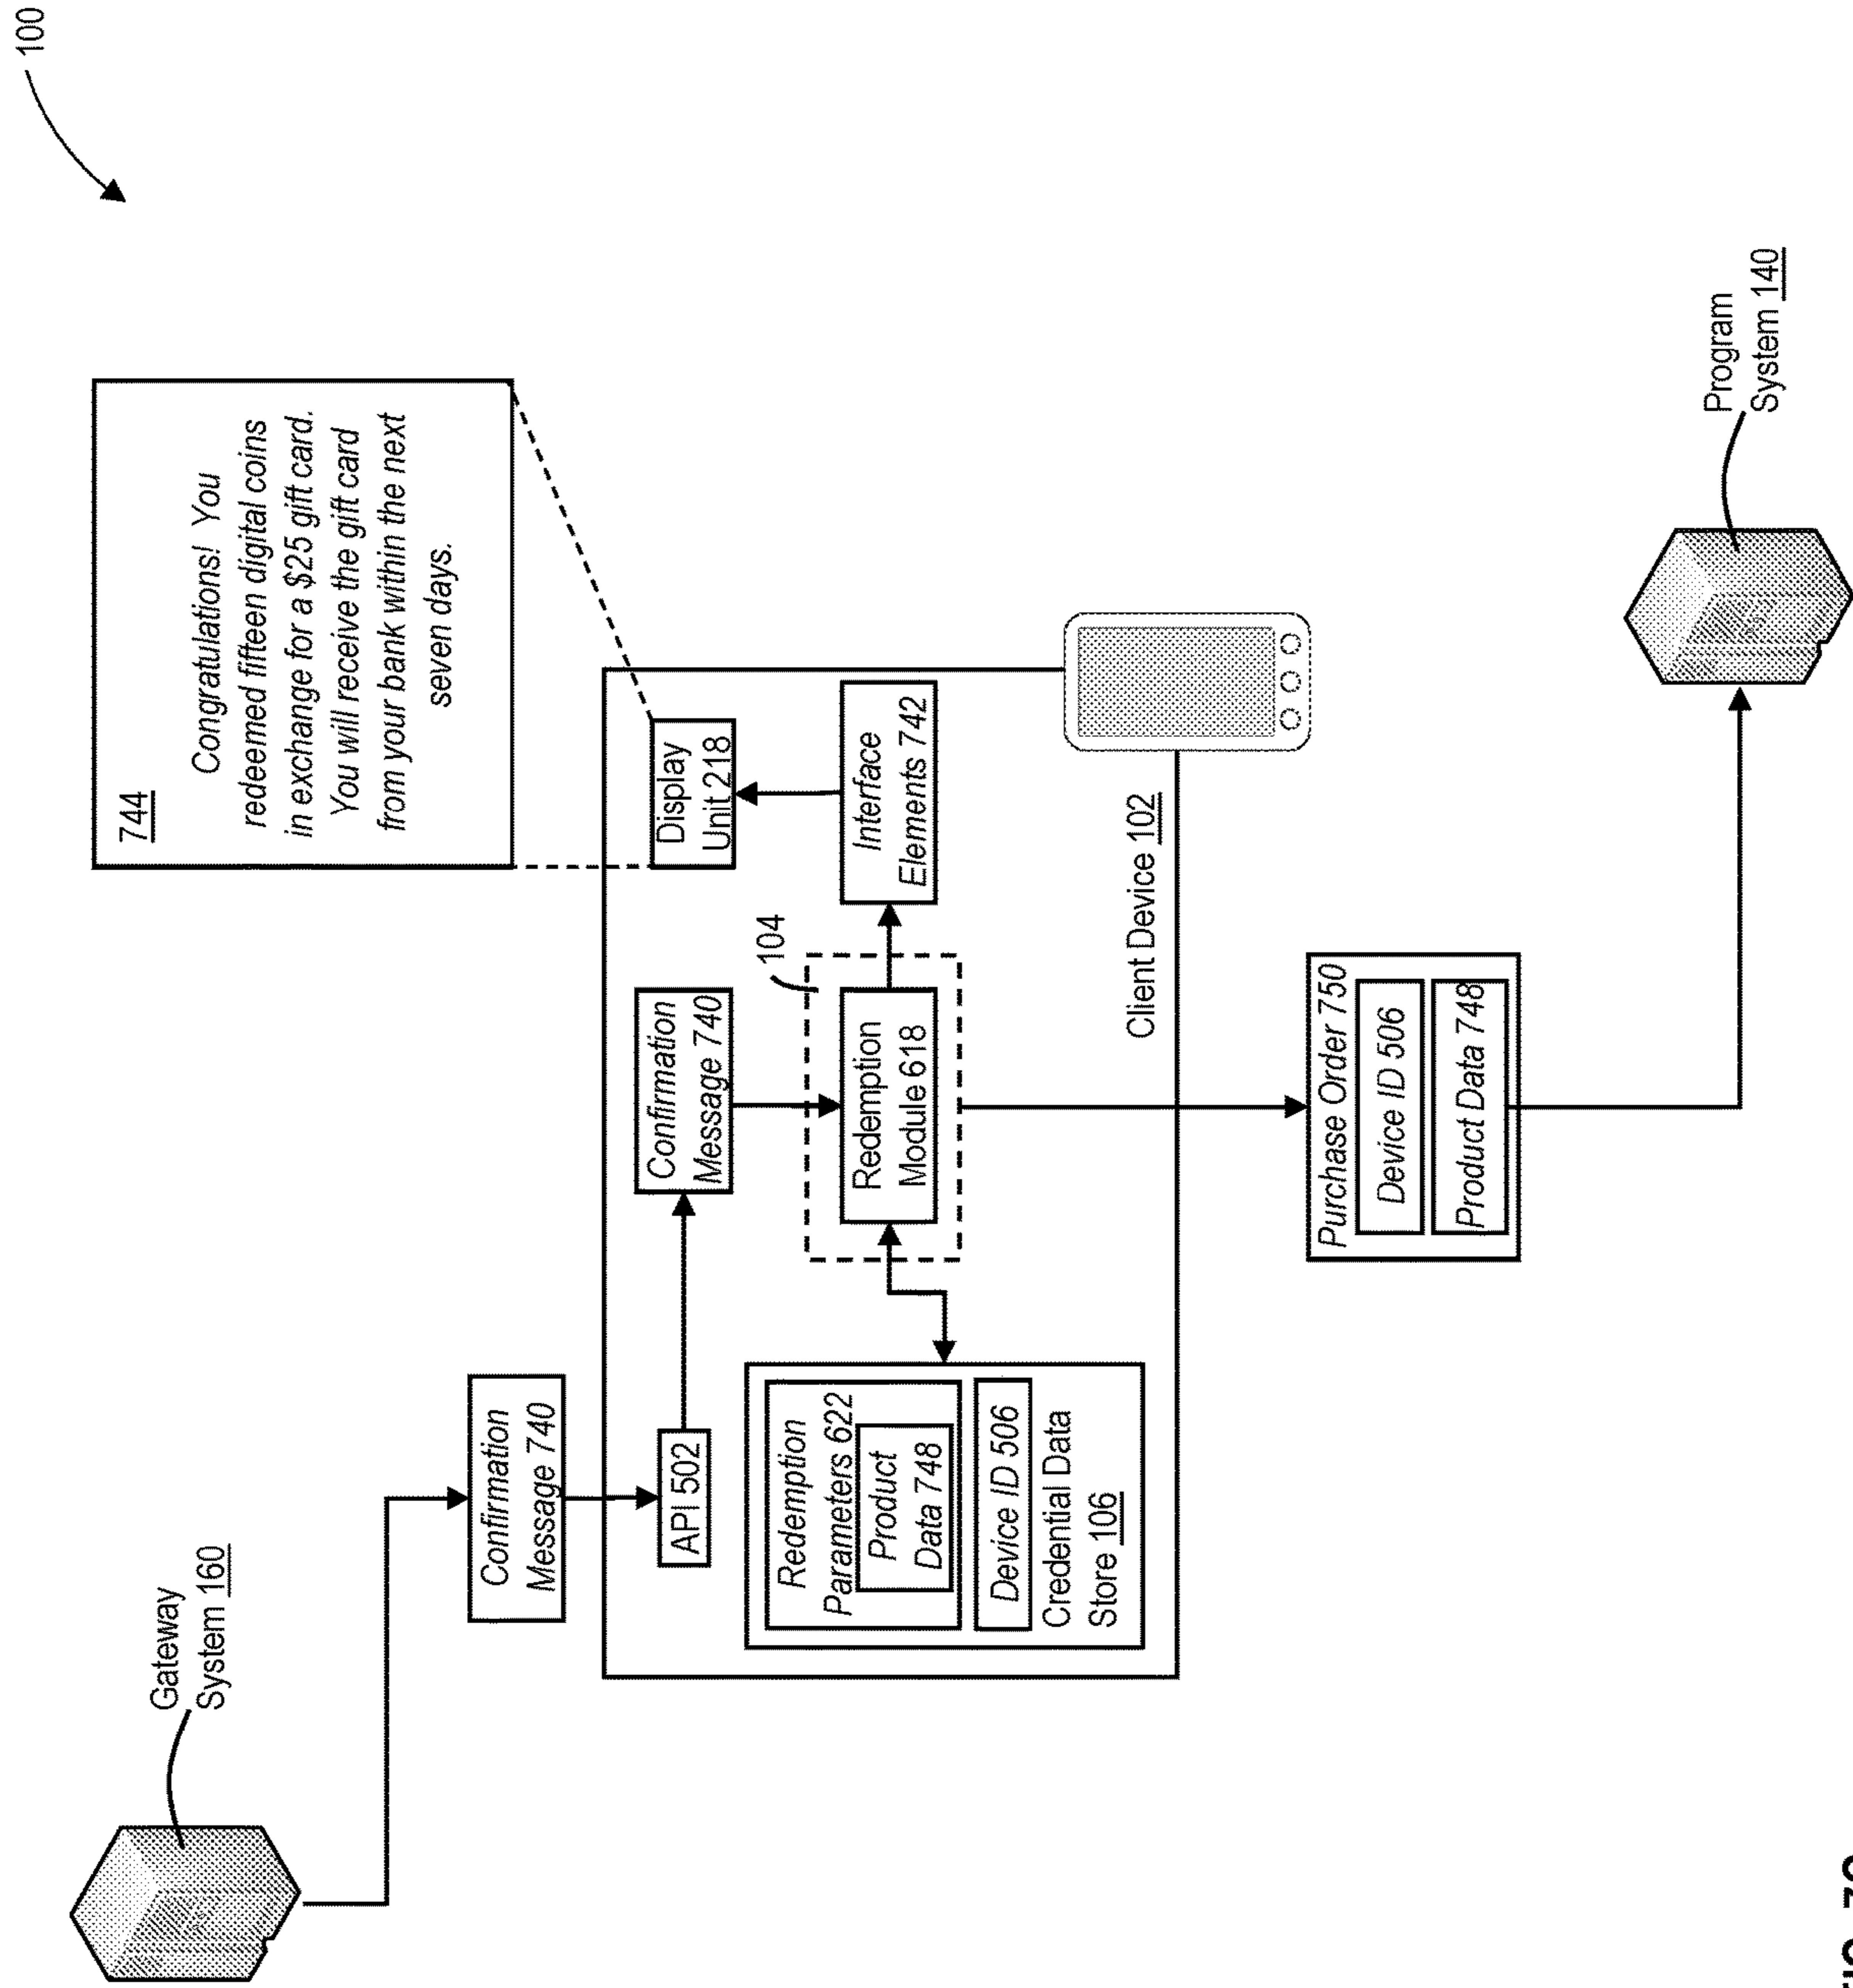 100
Gateway
System 160
744
Congratulations! You
redeemed fifteen digital coins
in exchange for a $25 gift card.
You will receive the gift card
from your bank within the next
seven days.
Confirmation
Message 740
API 502
Confirmation
Message 740
Display
Unit 218
104
Redemption
Parameters 622
Product
Data 748
Device ID 506
Credential Data
Store 106
Redemption
Module 618
Interface
Elements 742
Client Device 102
Purchase Order 750
Device ID 506
Product Data 748
Program
System 140